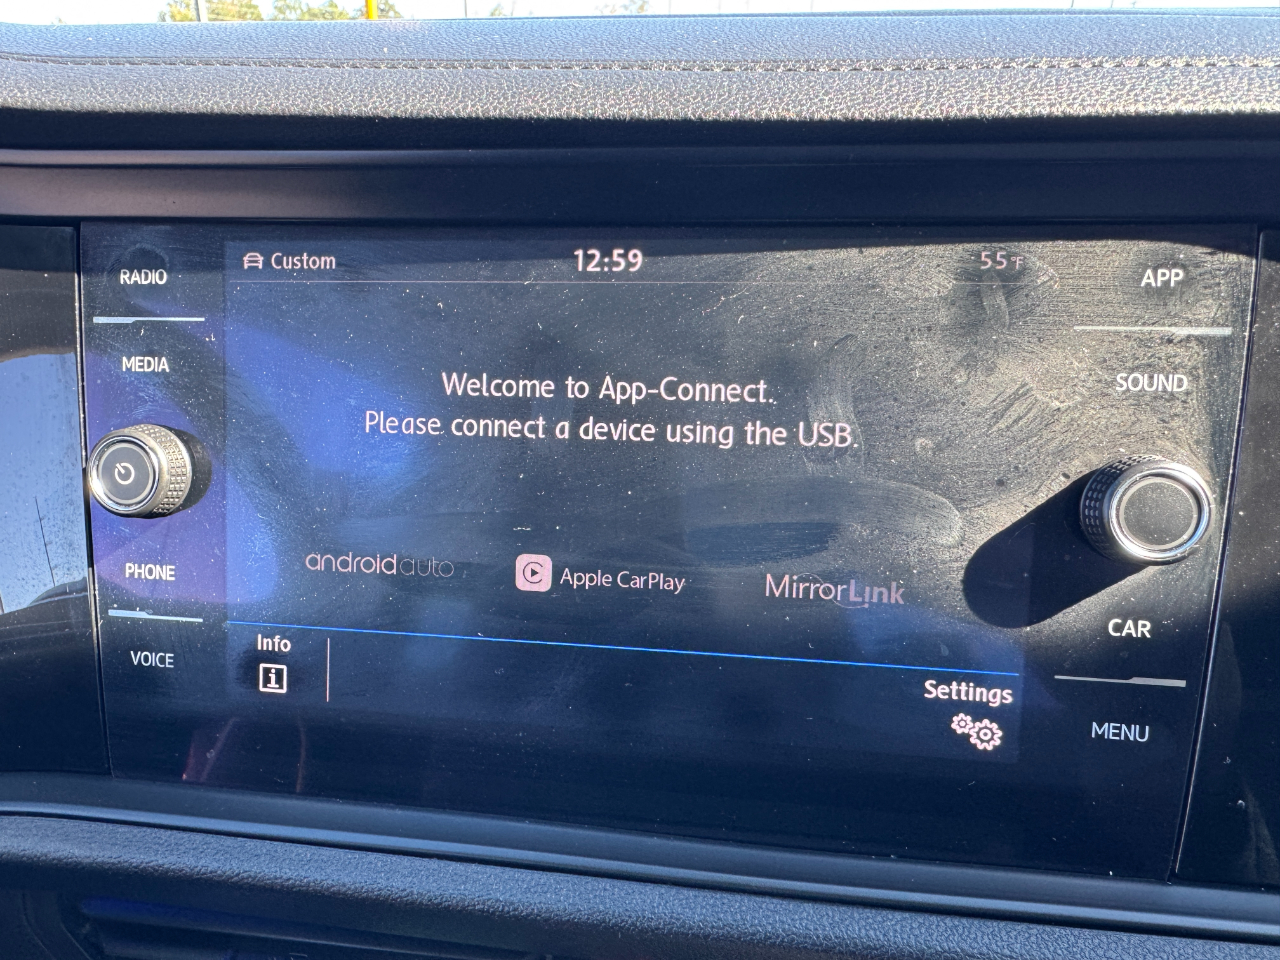 RADIO
MEDIA
PHONE
VOICE
Custom
12:59
55°F
Welcome to App-Connect.
Please connect a device using the USB.
androidauto
Apple CarPlay
MirrorLink
Info
i
Settings
APP
SOUND
CAR
MENU